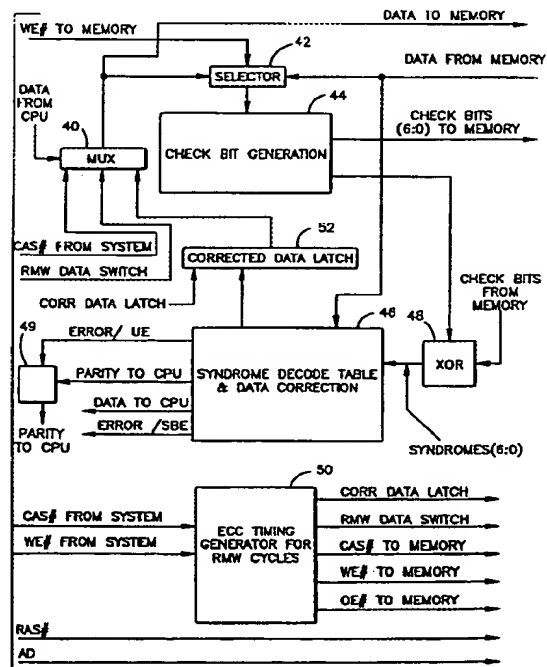 DATA TO MEMORY
WE# TO MEMORY
42
SELECTOR
DATA FROM MEMORY
DATA
FROM
CPU
40
MUX
44
CHECK BIT GENERATION
CHECK BITS
(6:0) TO MEMORY
CAS# FROM SYSTEM
RMW DATA SWITCH
52
CORRECTED DATA LATCH
CORR DATA LATCH
CHECK BITS
FROM
MEMORY
46
48
XOR
49
ERROR/ UE
PARITY TO CPU
DATA TO CPU
ERROR /SBE
SYNDROME DECODE TABLE
& DATA CORRECTION
PARITY
TO CPU
SYNDROMES(6:0)
50
CAS# FROM SYSTEM
WE# FROM SYSTEM
ECC TIMING
GENERATOR FOR
RMW CYCLES
CORR DATA LATCH
RMW DATA SWITCH
CAS# TO MEMORY
WE# TO MEMORY
OE# TO MEMORY
RAS#
AD